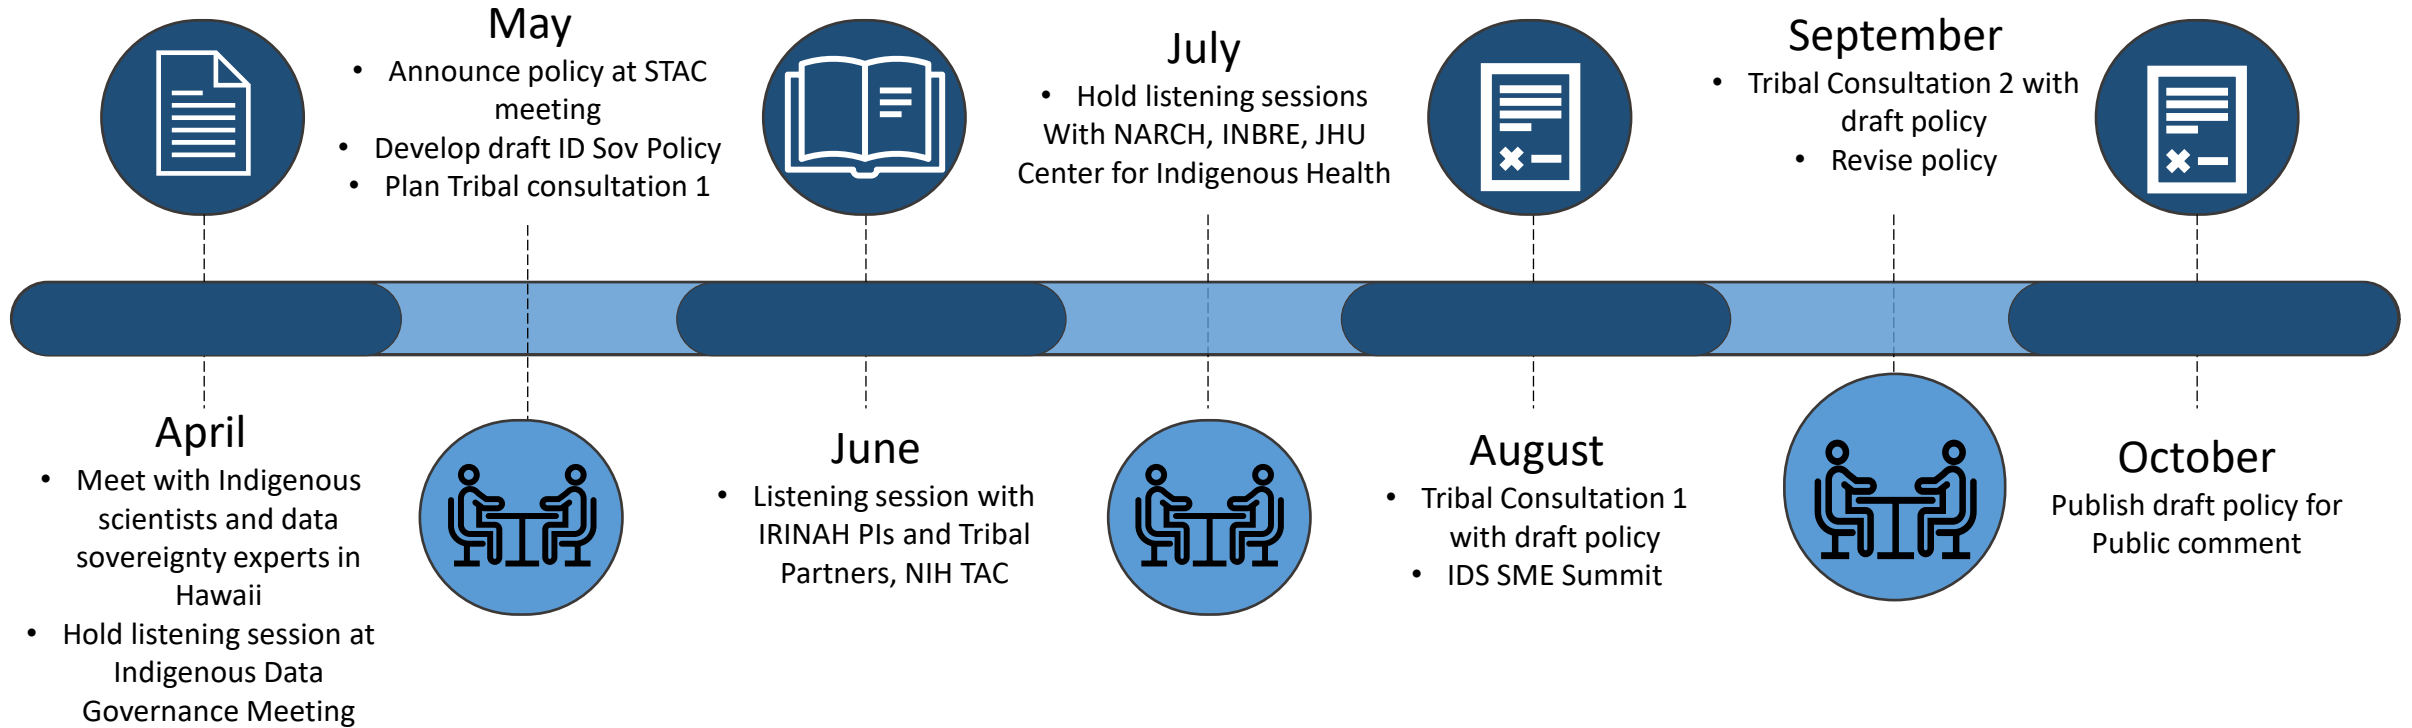 April
• Meet with Indigenous
scientists and data
sovereignty experts in
Hawaii
• Hold listening session at
Indigenous Data
Governance Meeting
May
• Announce policy at STAC
meeting
• Develop draft ID Sov Policy
• Plan Tribal consultation 1
June
• Listening session with
IRINAH PIs and Tribal
Partners, NIH TAC
July
• Hold listening sessions
With NARCH, INBRE, JHU
Center for Indigenous Health
August
• Tribal Consultation 1
with draft policy
• IDS SME Summit
September
• Tribal Consultation 2 with
draft policy
• Revise policy
October
Publish draft policy for
Public comment